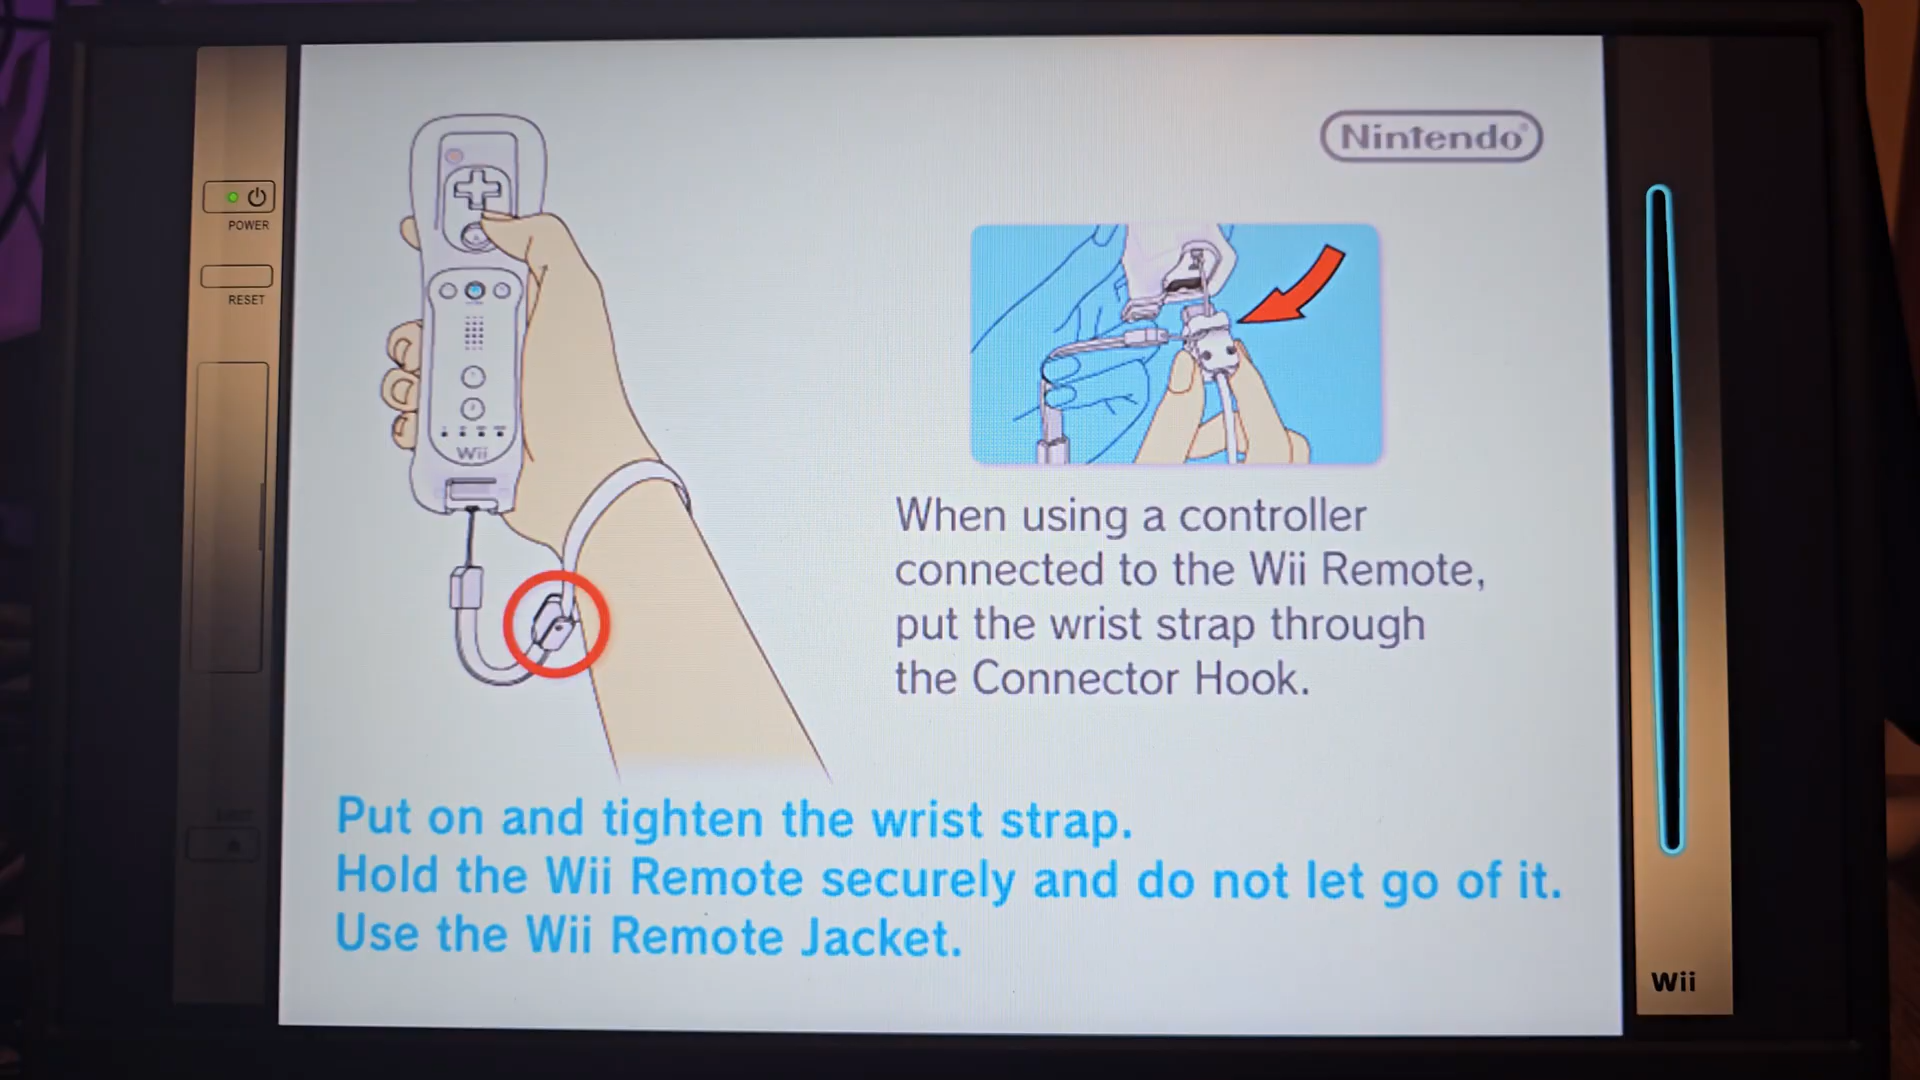 Nintendo®
POWER
RESET
Wii
When using a controller
connected to the Wii Remote,
put the wrist strap through
the Connector Hook.
Put on and tighten the wrist strap.
Hold the Wii Remote securely and do not let go of it.
Use the Wii Remote Jacket.
Wii